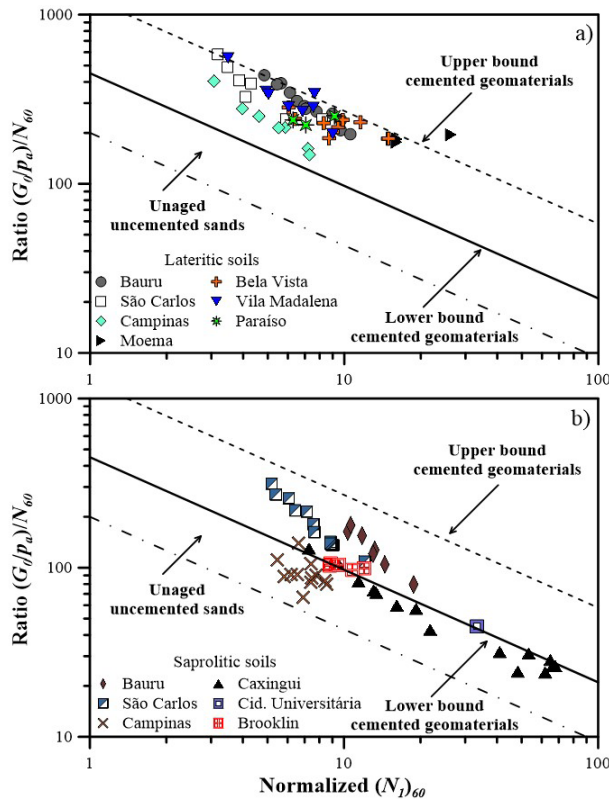 1000
a)
Upper bound
cemented geomaterials
Ratio (G₀/pₐ)/N₆₀
100
Unaged
uncemented sands
Lateritic soils
Bauru
Bela Vista
São Carlos
Vila Madalena
Campinas
Paraíso
Moema
Lower bound
cemented geomaterials
10
1
10
100
1000
b)
Upper bound
cemented geomaterials
Ratio (G₀/pₐ)/N₆₀
100
Unaged
uncemented sands
Saprolitic soils
Bauru
Caxingui
São Carlos
Cid. Universitária
Campinas
Brooklin
Lower bound
cemented geomaterials
10
1
10
100
Normalized (N₁)₆₀